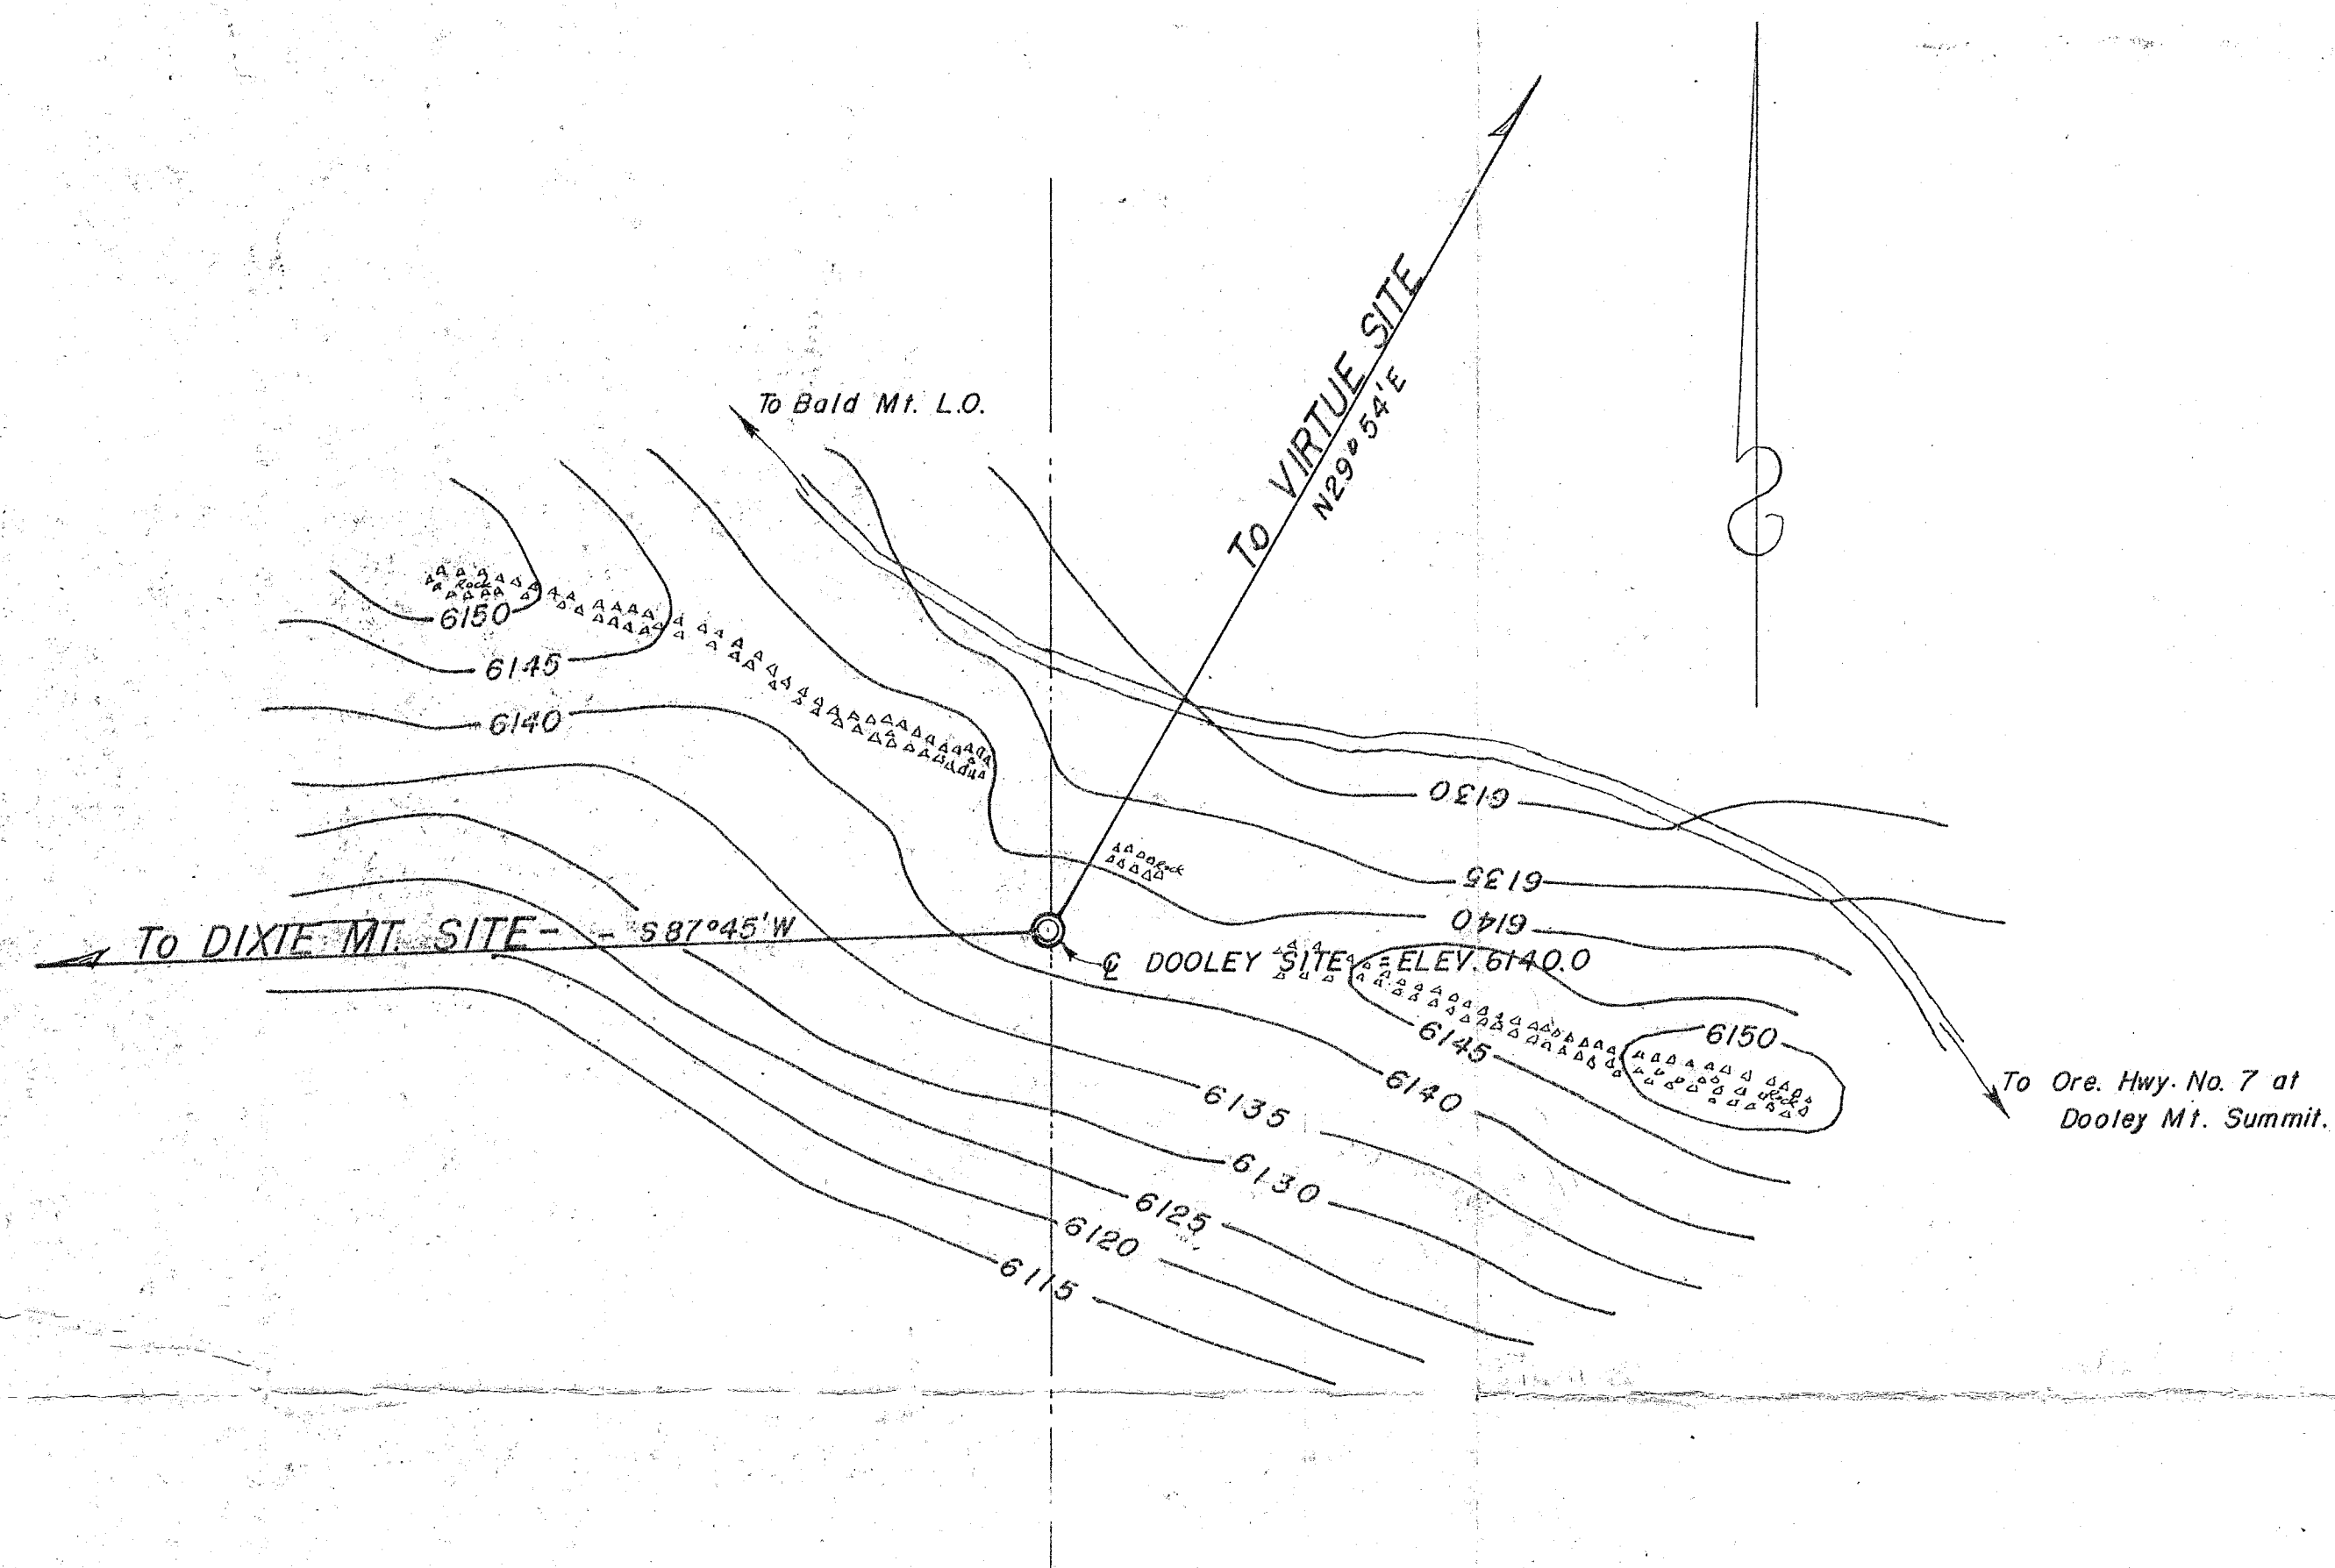 To Bald Mt. L.O.
To VIRTUE SITE
N29°54'E
Rock
6150
6145
6140
6130
6135
6140
Rock
To DIXIE MT. SITE - - S87°45'W
℄ DOOLEY SITE - ELEV. 6140.0
6150
6145
Rock
6140
6135
6130
6125
6120
6115
To Ore. Hwy. No. 7 at
Dooley Mt. Summit.